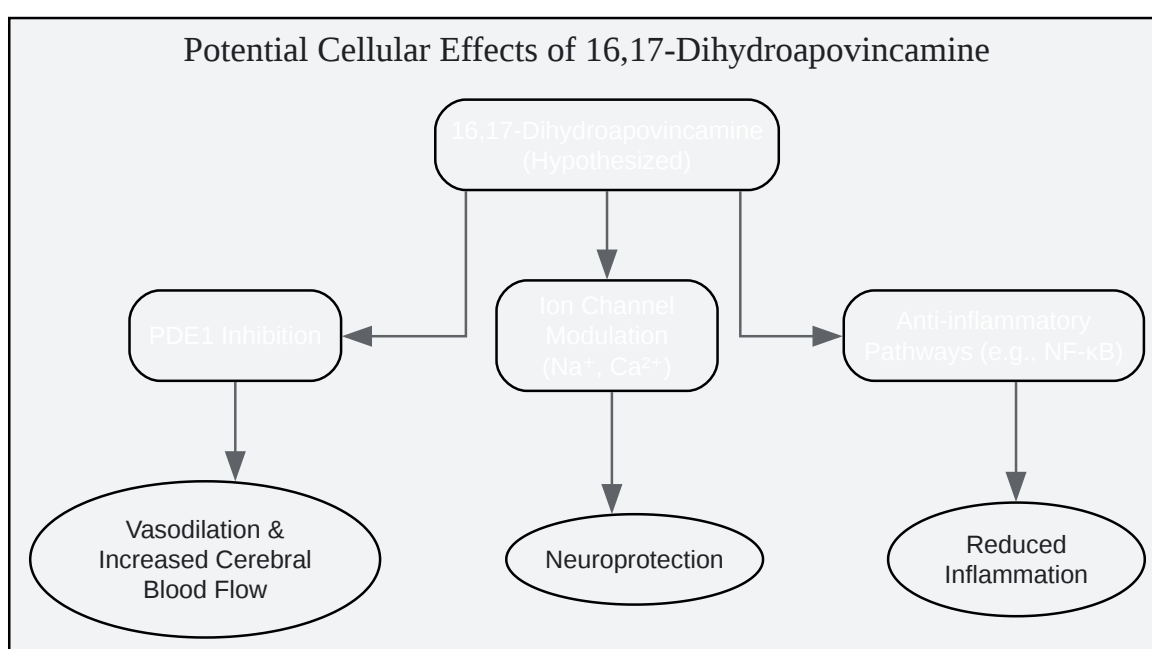 Potential Cellular Effects of 16,17-Dihydroapovincamine
16,17-Dihydroapovincamine
(Hypothesized)
PDE1 Inhibition
Ion Channel
Modulation
(Na⁺, Ca²⁺)
Anti-inflammatory
Pathways (e.g., NF-κB)
Vasodilation &
Increased Cerebral
Blood Flow
Neuroprotection
Reduced
Inflammation